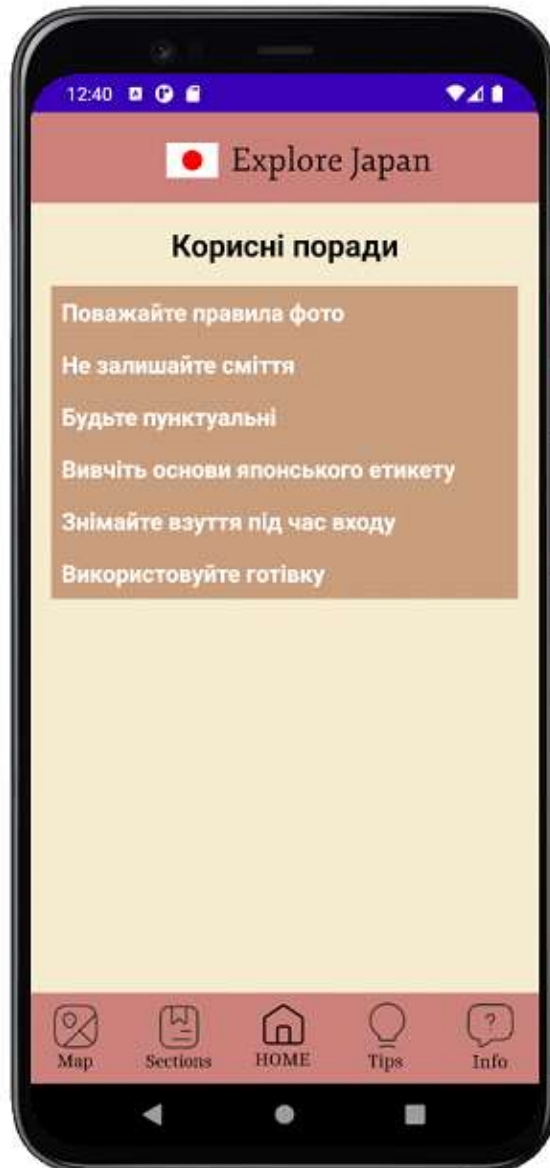 12:40
Explore Japan
Корисні поради
Поважайте правила фото
Не залишайте сміття
Будьте пунктуальні
Вивчіть основи японського етикету
Знімайте взуття під час входу
Використовуйте готівку
Map Sections HOME Tips Info